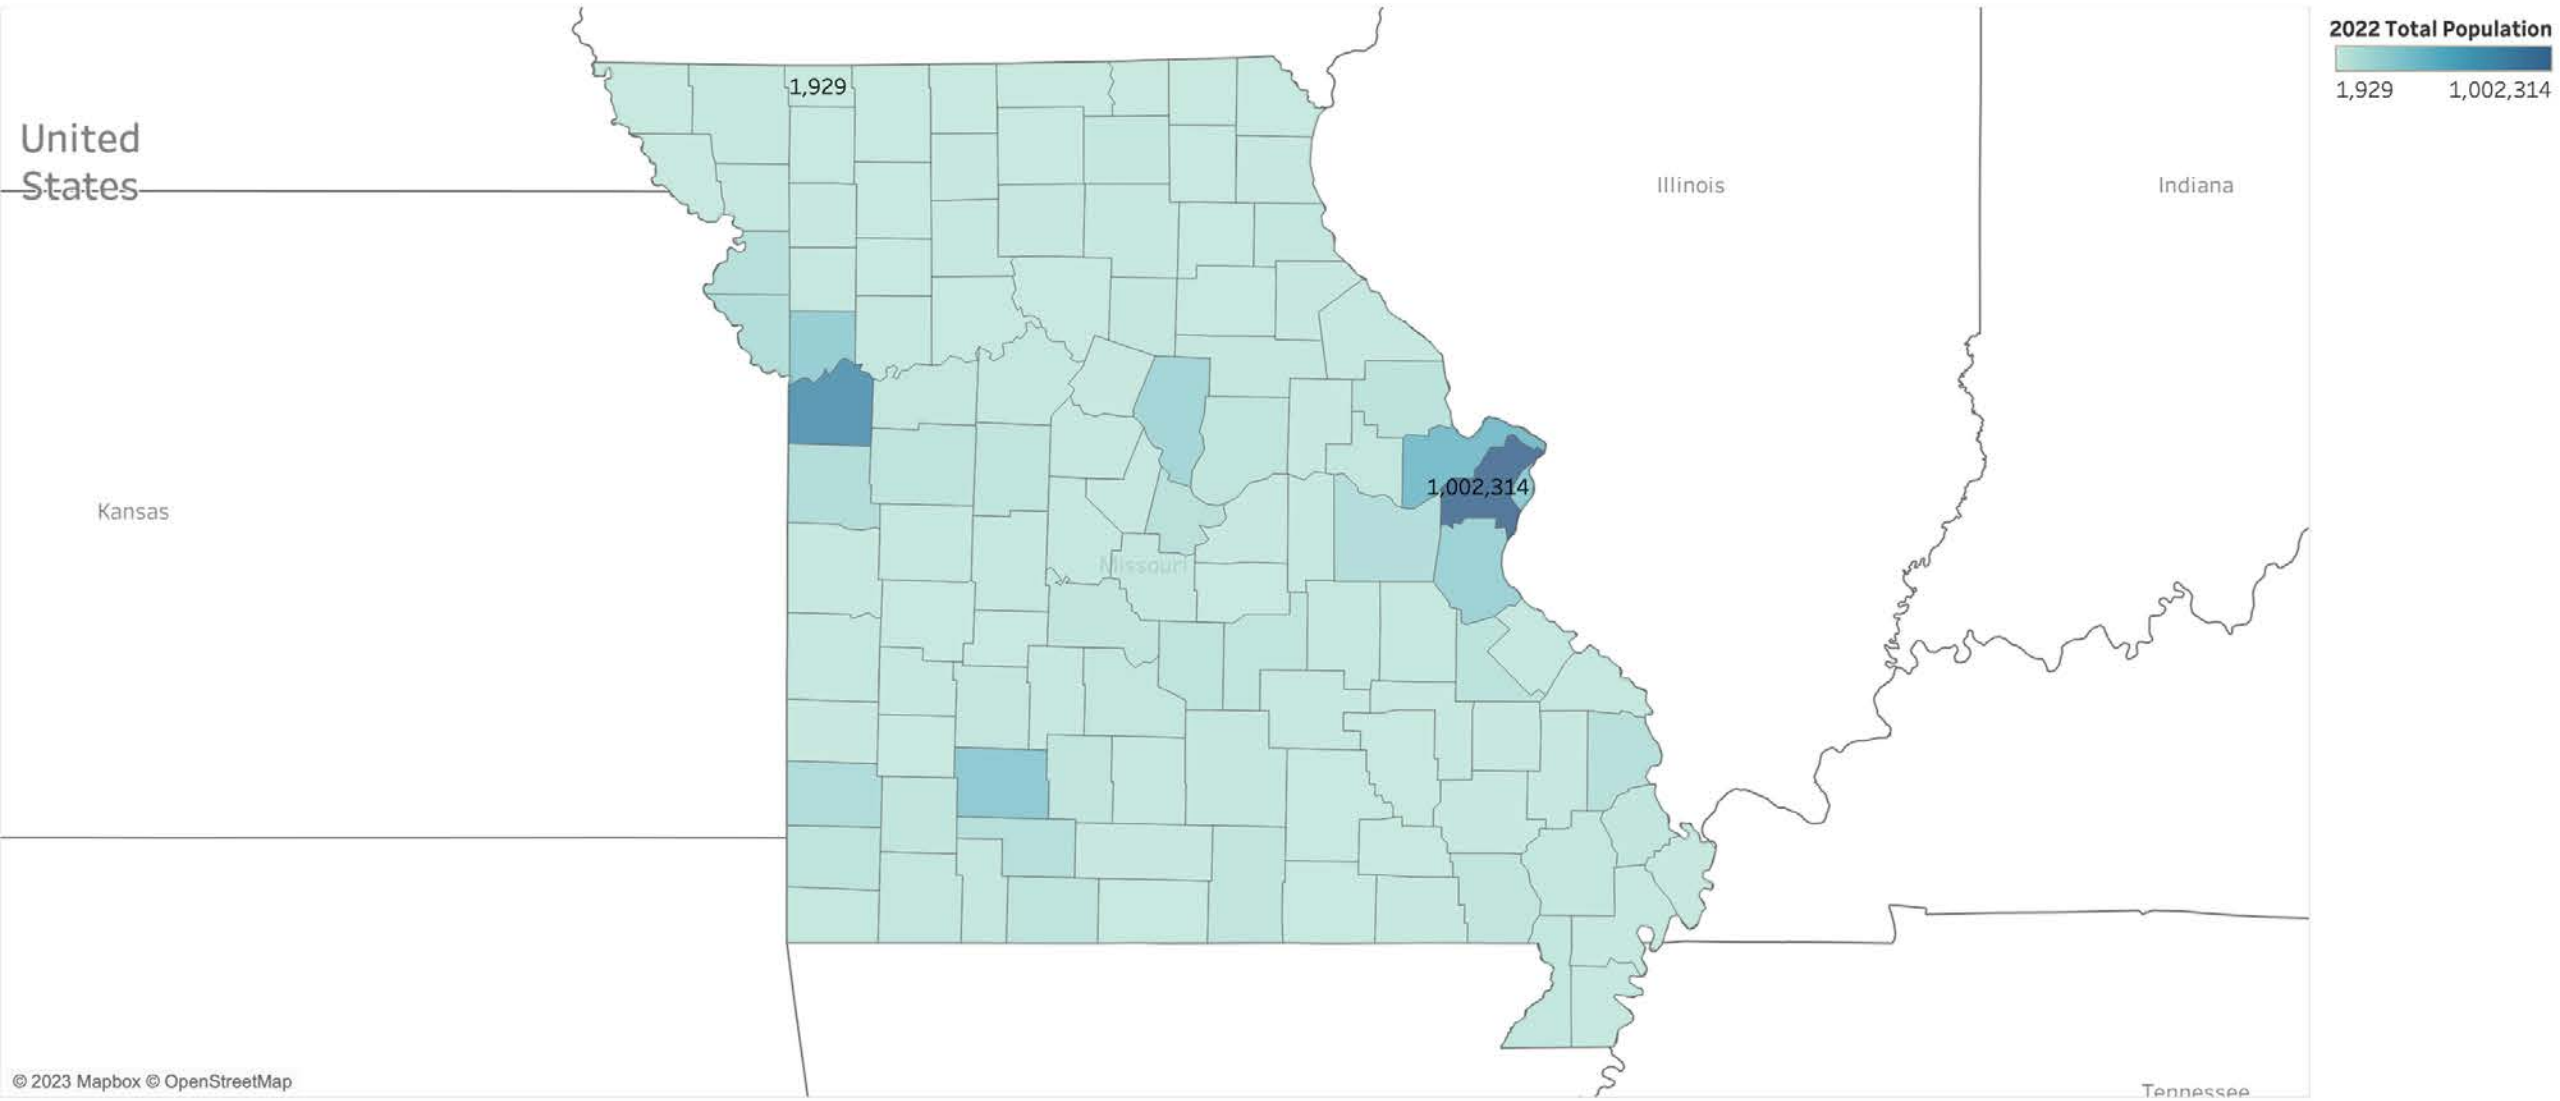 2022 Total Population
1,929 1,002,314
1,929
United
States
Illinois
Indiana
1,002,314
Kansas
Missouri
© 2023 Mapbox © OpenStreetMap
Tennessee